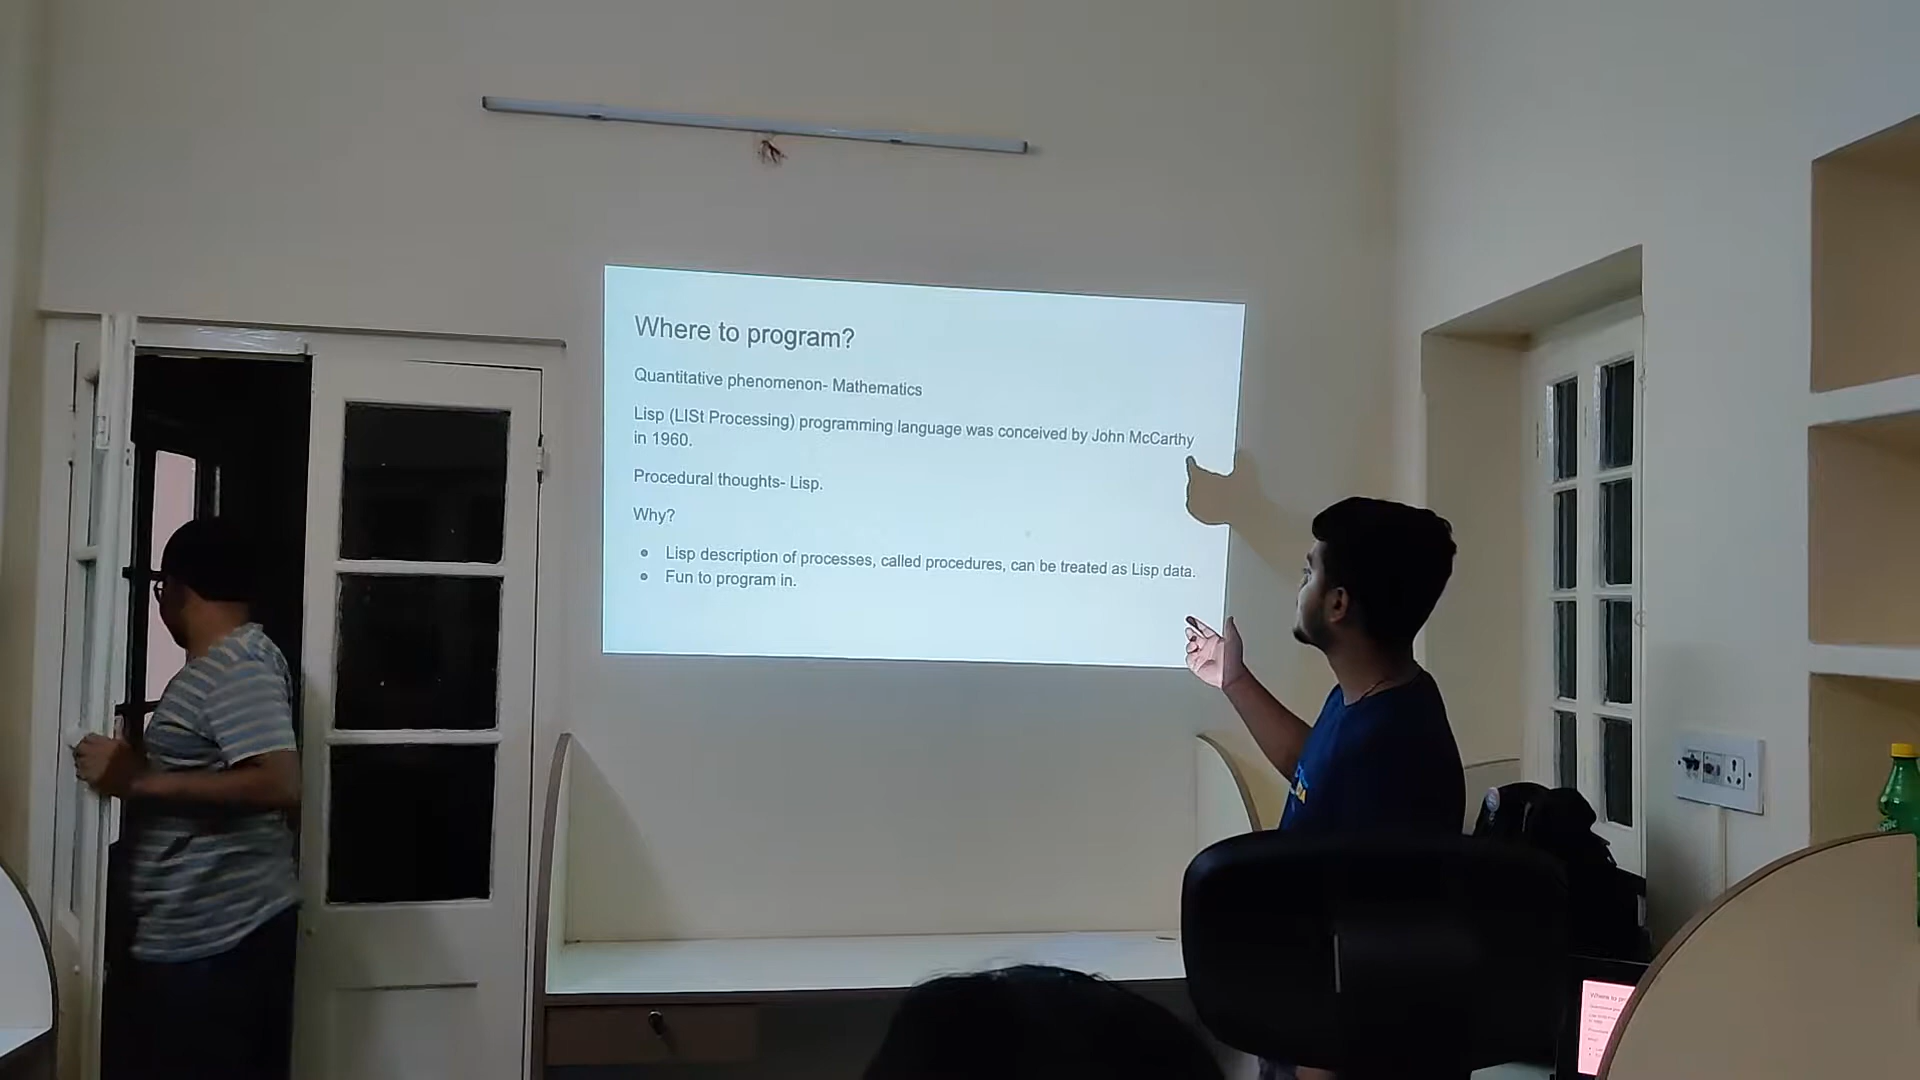 Where to program?
Quantitative phenomenon- Mathematics
Lisp (LISt Processing) programming language was conceived by John McCarthy
in 1960.
Procedural thoughts- Lisp.
Why?
Lisp description of processes, called procedures, can be treated as Lisp data.
Fun to program in.